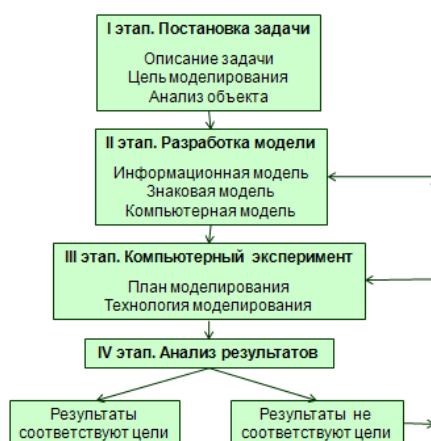 I этап. Постановка задачи
Описание задачи
Цель моделирования
Анализ объекта
II этап. Разработка модели
Информационная модель
Знаковая модель
Компьютерная модель
III этап. Компьютерный эксперимент
План моделирования
Технология моделирования
IV этап. Анализ результатов
Результаты
соответствуют цели
Результаты не
соответствуют цели